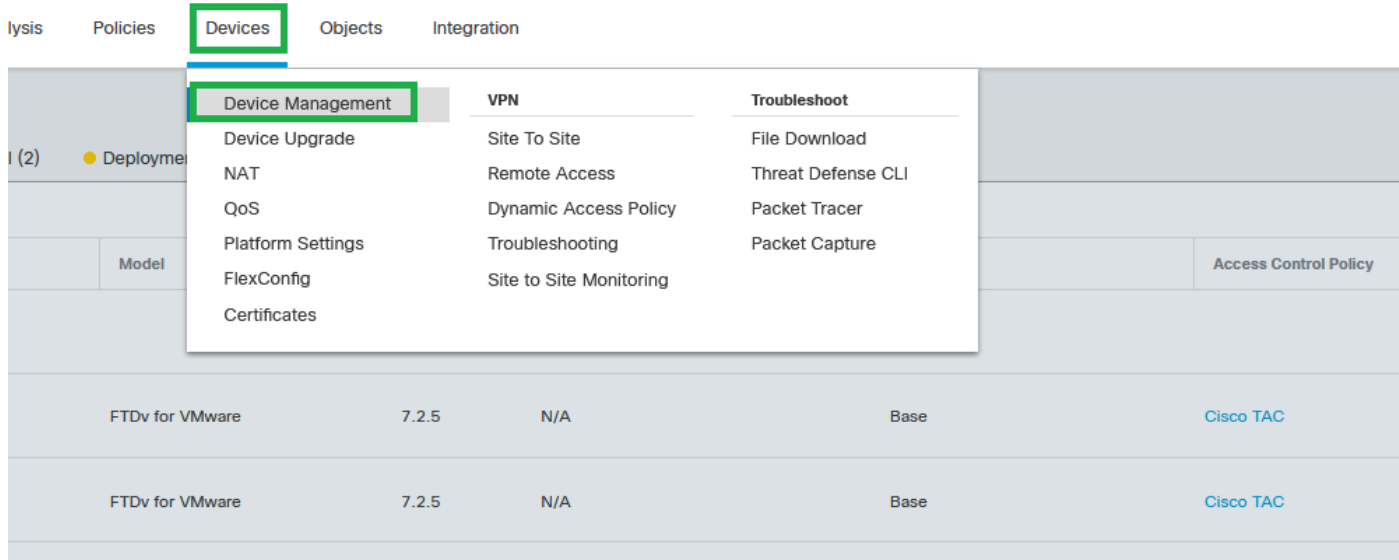 lysis Policies Devices Objects Integration
Device Management
Device Upgrade
NAT
QoS
Platform Settings
FlexConfig
Certificates
VPN
Site To Site
Remote Access
Dynamic Access Policy
Troubleshooting
Site to Site Monitoring
Troubleshoot
File Download
Threat Defense CLI
Packet Tracer
Packet Capture
l (2) Deployme
Model Access Control Policy
FTDv for VMware 7.2.5 N/A Base Cisco TAC
FTDv for VMware 7.2.5 N/A Base Cisco TAC